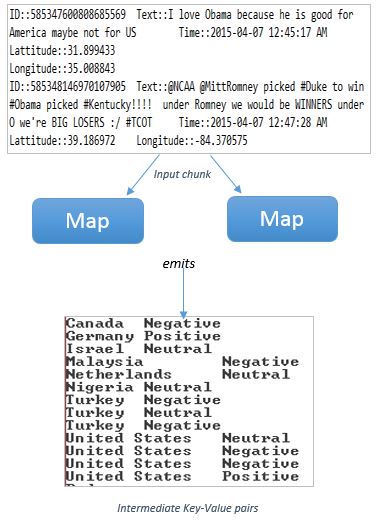 ID::585347600808685569 Text::I love Obama because he is good for
America maybe not for US Time::2015-04-07 12:45:17 AM
Lattitude::31.899433
Longitude::35.008843
ID::585348146970107905 Text::@NCAA @MittRomney picked #Duke to win
#Obama picked #Kentucky!!!! under Romney we would be WINNERS under
O we're BIG LOSERS :/ #TCOT Time::2015-04-07 12:47:28 AM
Lattitude::39.186972 Longitude::-84.370575
Input chunk
Map Map
emits
Canada Negative
Germany Positive
Israel Neutral
Malaysia Negative
Netherlands Neutral
Nigeria Neutral
Turkey Negative
Turkey Neutral
Turkey Negative
United States Neutral
United States Negative
United States Negative
United States Positive
Intermediate Key-Value pairs